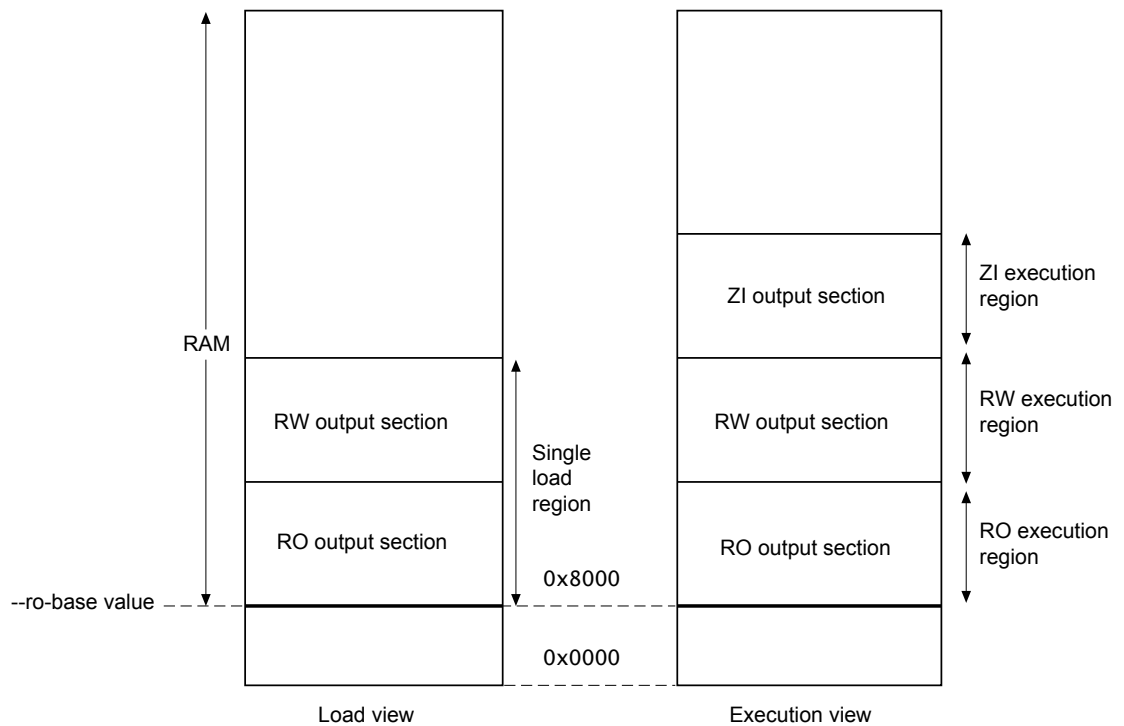 ZI output section
ZI execution
region
RAM
RW output section
Single
load
region
RW output section
RW execution
region
RO output section
RO output section
RO execution
region
0x8000
--ro-base value
0x0000
Load view
Execution view